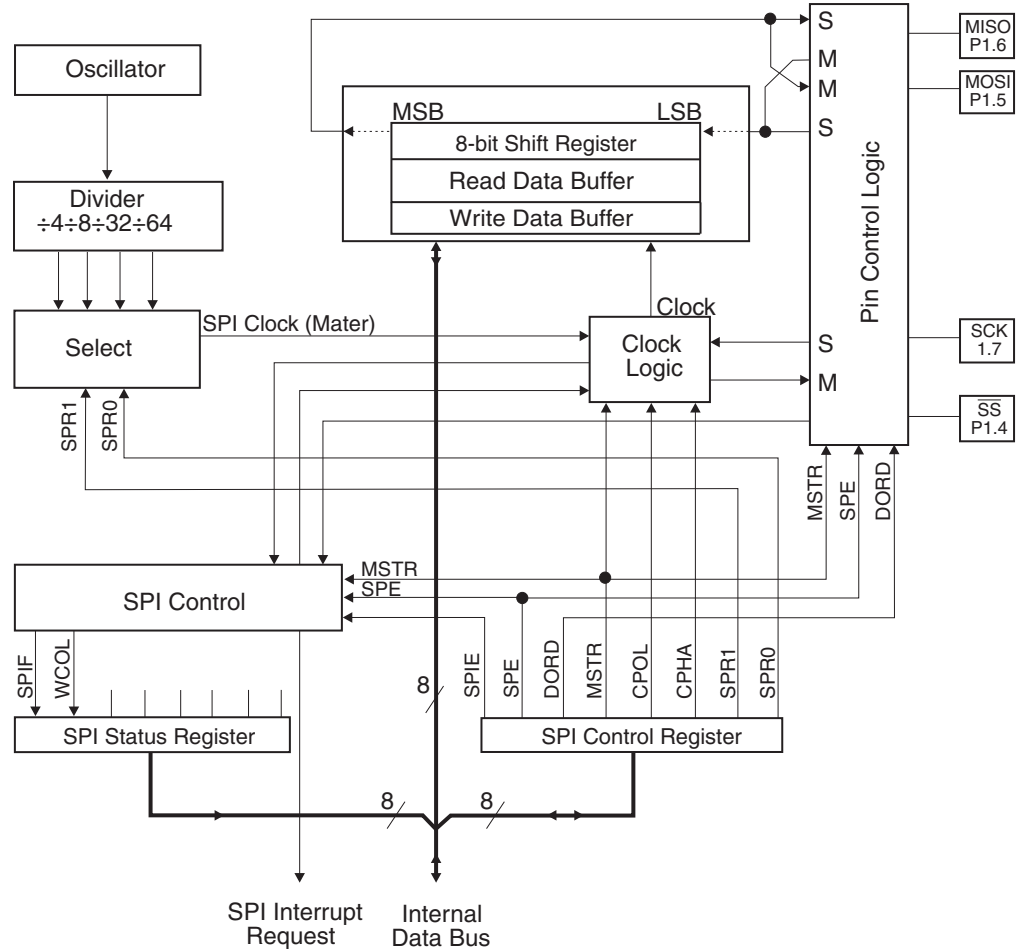 Oscillator
Divider
÷4÷8÷32÷64
Select
SPI Clock (Mater)
SPR1
SPR0
MSB
LSB
8-bit Shift Register
Read Data Buffer
Write Data Buffer
Clock
Clock
Logic
S
M
M
S
S
M
Pin Control Logic
MISO
P1.6
MOSI
P1.5
SCK
1.7
SS
P1.4
MSTR
SPE
DORD
MSTR
SPE
SPI Control
SPIF
WCOL
SPI Status Register
8
SPIE
SPE
DORD
MSTR
CPOL
CPHA
SPR1
SPR0
SPI Control Register
8
8
SPI Interrupt
Request
Internal
Data Bus